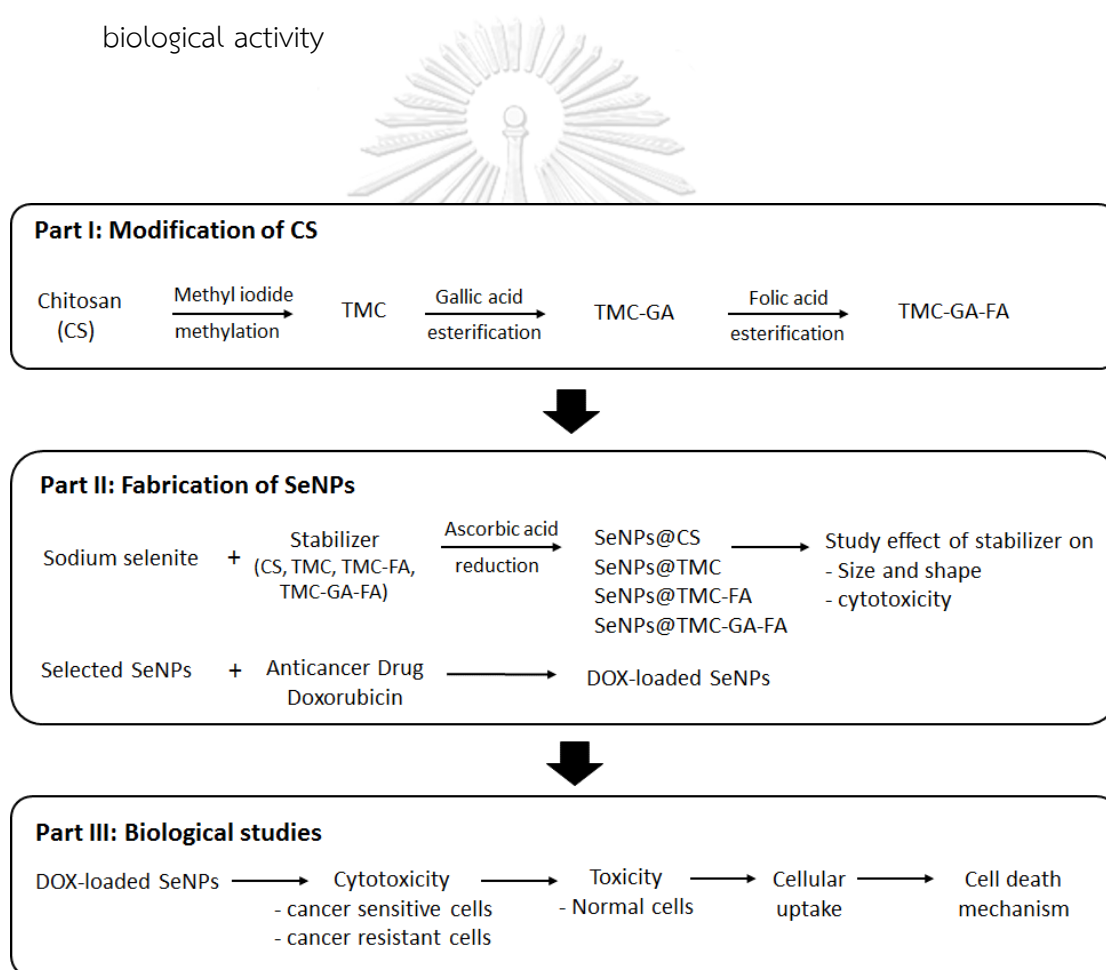 biological activity
Part I: Modification of CS
Chitosan
(CS)
Methyl iodide
methylation
TMC
Gallic acid
esterification
TMC-GA
Folic acid
esterification
TMC-GA-FA
Part II: Fabrication of SeNPs
Sodium selenite
+
Stabilizer
(CS, TMC, TMC-FA,
TMC-GA-FA)
Ascorbic acid
reduction
SeNPs@CS
SeNPs@TMC
SeNPs@TMC-FA
SeNPs@TMC-GA-FA
Study effect of stabilizer on
- Size and shape
- cytotoxicity
Selected SeNPs
+
Anticancer Drug
Doxorubicin
DOX-loaded SeNPs
Part III: Biological studies
DOX-loaded SeNPs
Cytotoxicity
- cancer sensitive cells
- cancer resistant cells
Toxicity
- Normal cells
Cellular
uptake
Cell death
mechanism